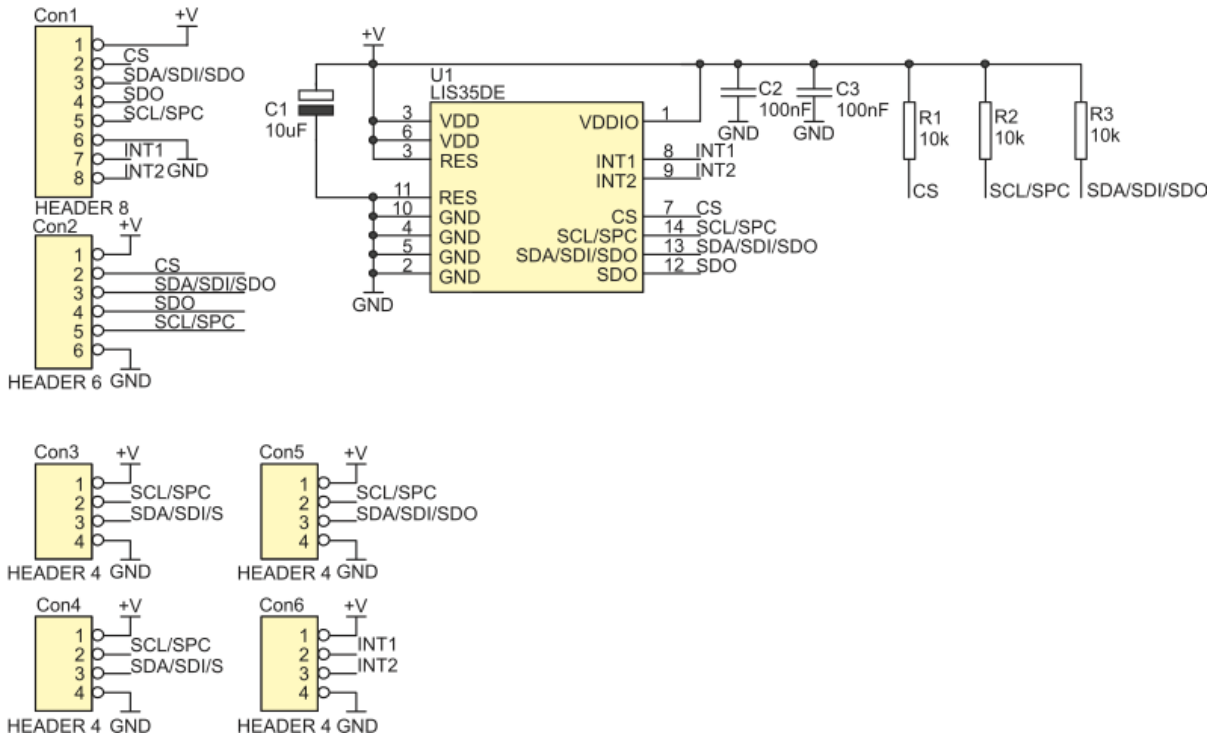 Con1
+V
1
2 CS
3 SDA/SDI/SDO
4 SDO
5 SCL/SPC
6
7 INT1
8 INT2 GND
HEADER 8
Con2
+V
1
2 CS
3 SDA/SDI/SDO
4 SDO
5 SCL/SPC
6
HEADER 6 GND
+V
C1
10uF
U1
LIS35DE
3 VDD
6 VDD
3 RES
11 RES
10 GND
4 GND
5 GND
2 GND
GND
VDDIO 1
INT1 8 INT1
INT2 9 INT2
CS 7 CS
SCL/SPC 14 SCL/SPC
SDA/SDI/SDO 13 SDA/SDI/SDO
SDO 12 SDO
C2
100nF
GND
C3
100nF
GND
R1
10k
CS
R2
10k
SCL/SPC
R3
10k
SDA/SDI/SDO
Con3
+V
1
2 SCL/SPC
3 SDA/SDI/S
4
HEADER 4 GND
Con5
+V
1
2 SCL/SPC
3 SDA/SDI/SDO
4
HEADER 4 GND
Con4
+V
1
2 SCL/SPC
3 SDA/SDI/S
4
HEADER 4 GND
Con6
+V
1
2 INT1
3 INT2
4
HEADER 4 GND